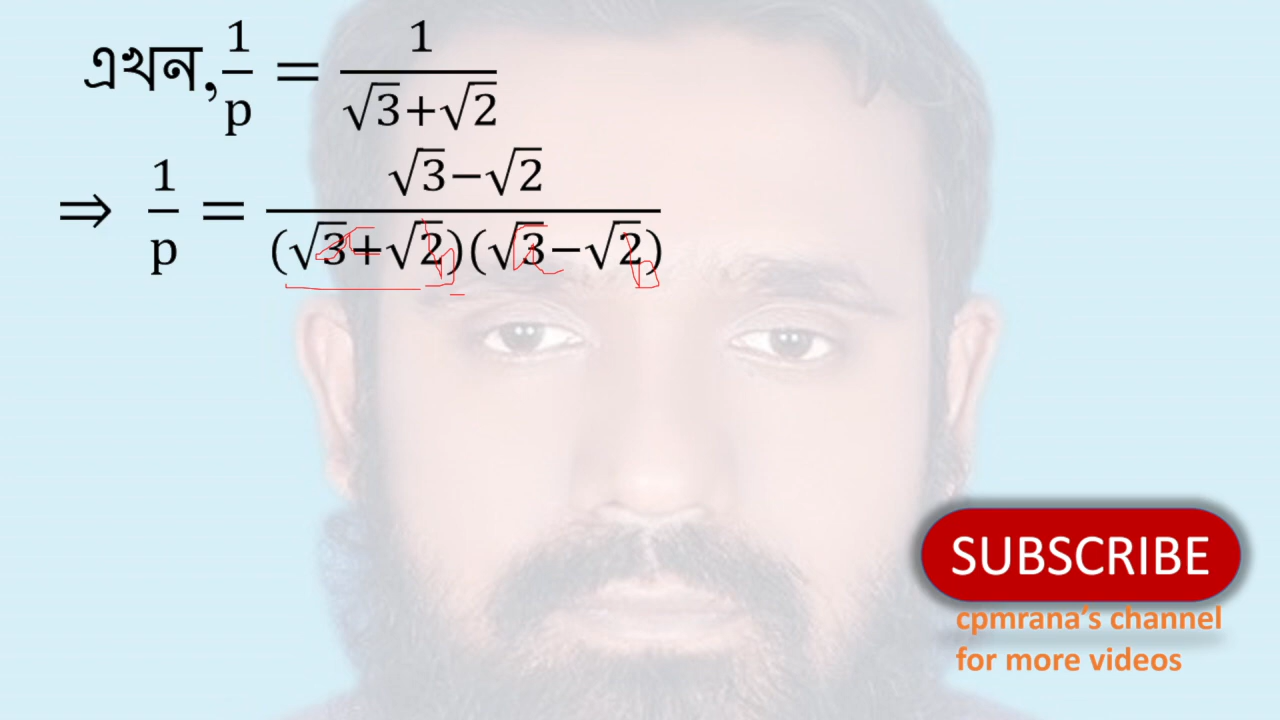 এখন, 1/p = 1/(√3+√2)
⇒ 1/p = (√3−√2)/((√3+√2)(√3−√2))
SUBSCRIBE
cpmrana’s channel
for more videos